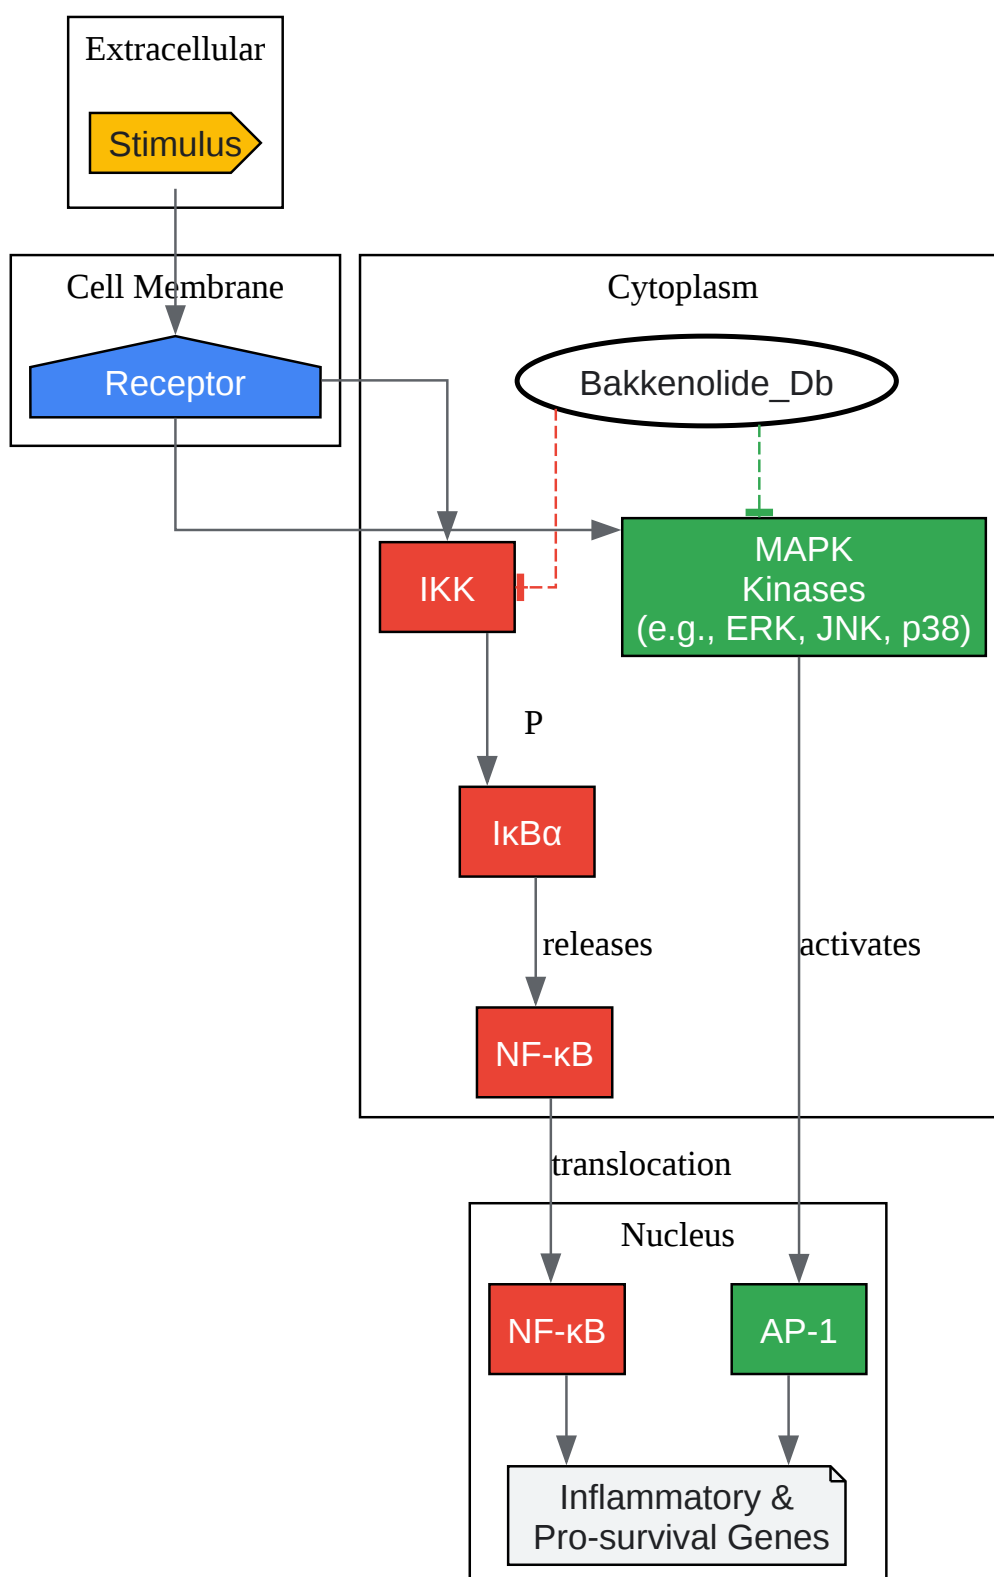 Extracellular
Stimulus
Cell Membrane
Receptor
Cytoplasm
Bakkenolide_Db
IKK
MAPK
Kinases
(e.g., ERK, JNK, p38)
P
IκBα
releases
activates
NF-κB
translocation
Nucleus
NF-κB
AP-1
Inflammatory &
Pro-survival Genes